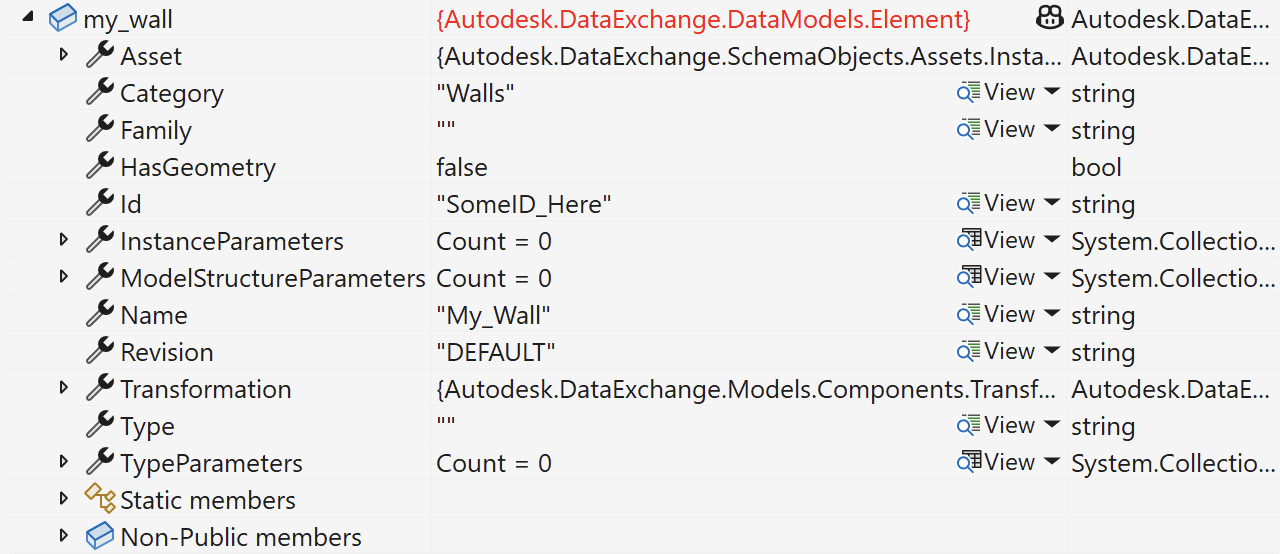 my_wall {Autodesk.DataExchange.DataModels.Element} Autodesk.DataE...
Asset {Autodesk.DataExchange.SchemaObjects.Assets.Insta... Autodesk.DataE...
Category "Walls" View string
Family "" View string
HasGeometry false bool
Id "SomeID_Here" View string
InstanceParameters Count = 0 View System.Collectio...
ModelStructureParameters Count = 0 View System.Collectio...
Name "My_Wall" View string
Revision "DEFAULT" View string
Transformation {Autodesk.DataExchange.Models.Components.Transf... Autodesk.DataE...
Type "" View string
TypeParameters Count = 0 View System.Collectio...
Static members
Non-Public members